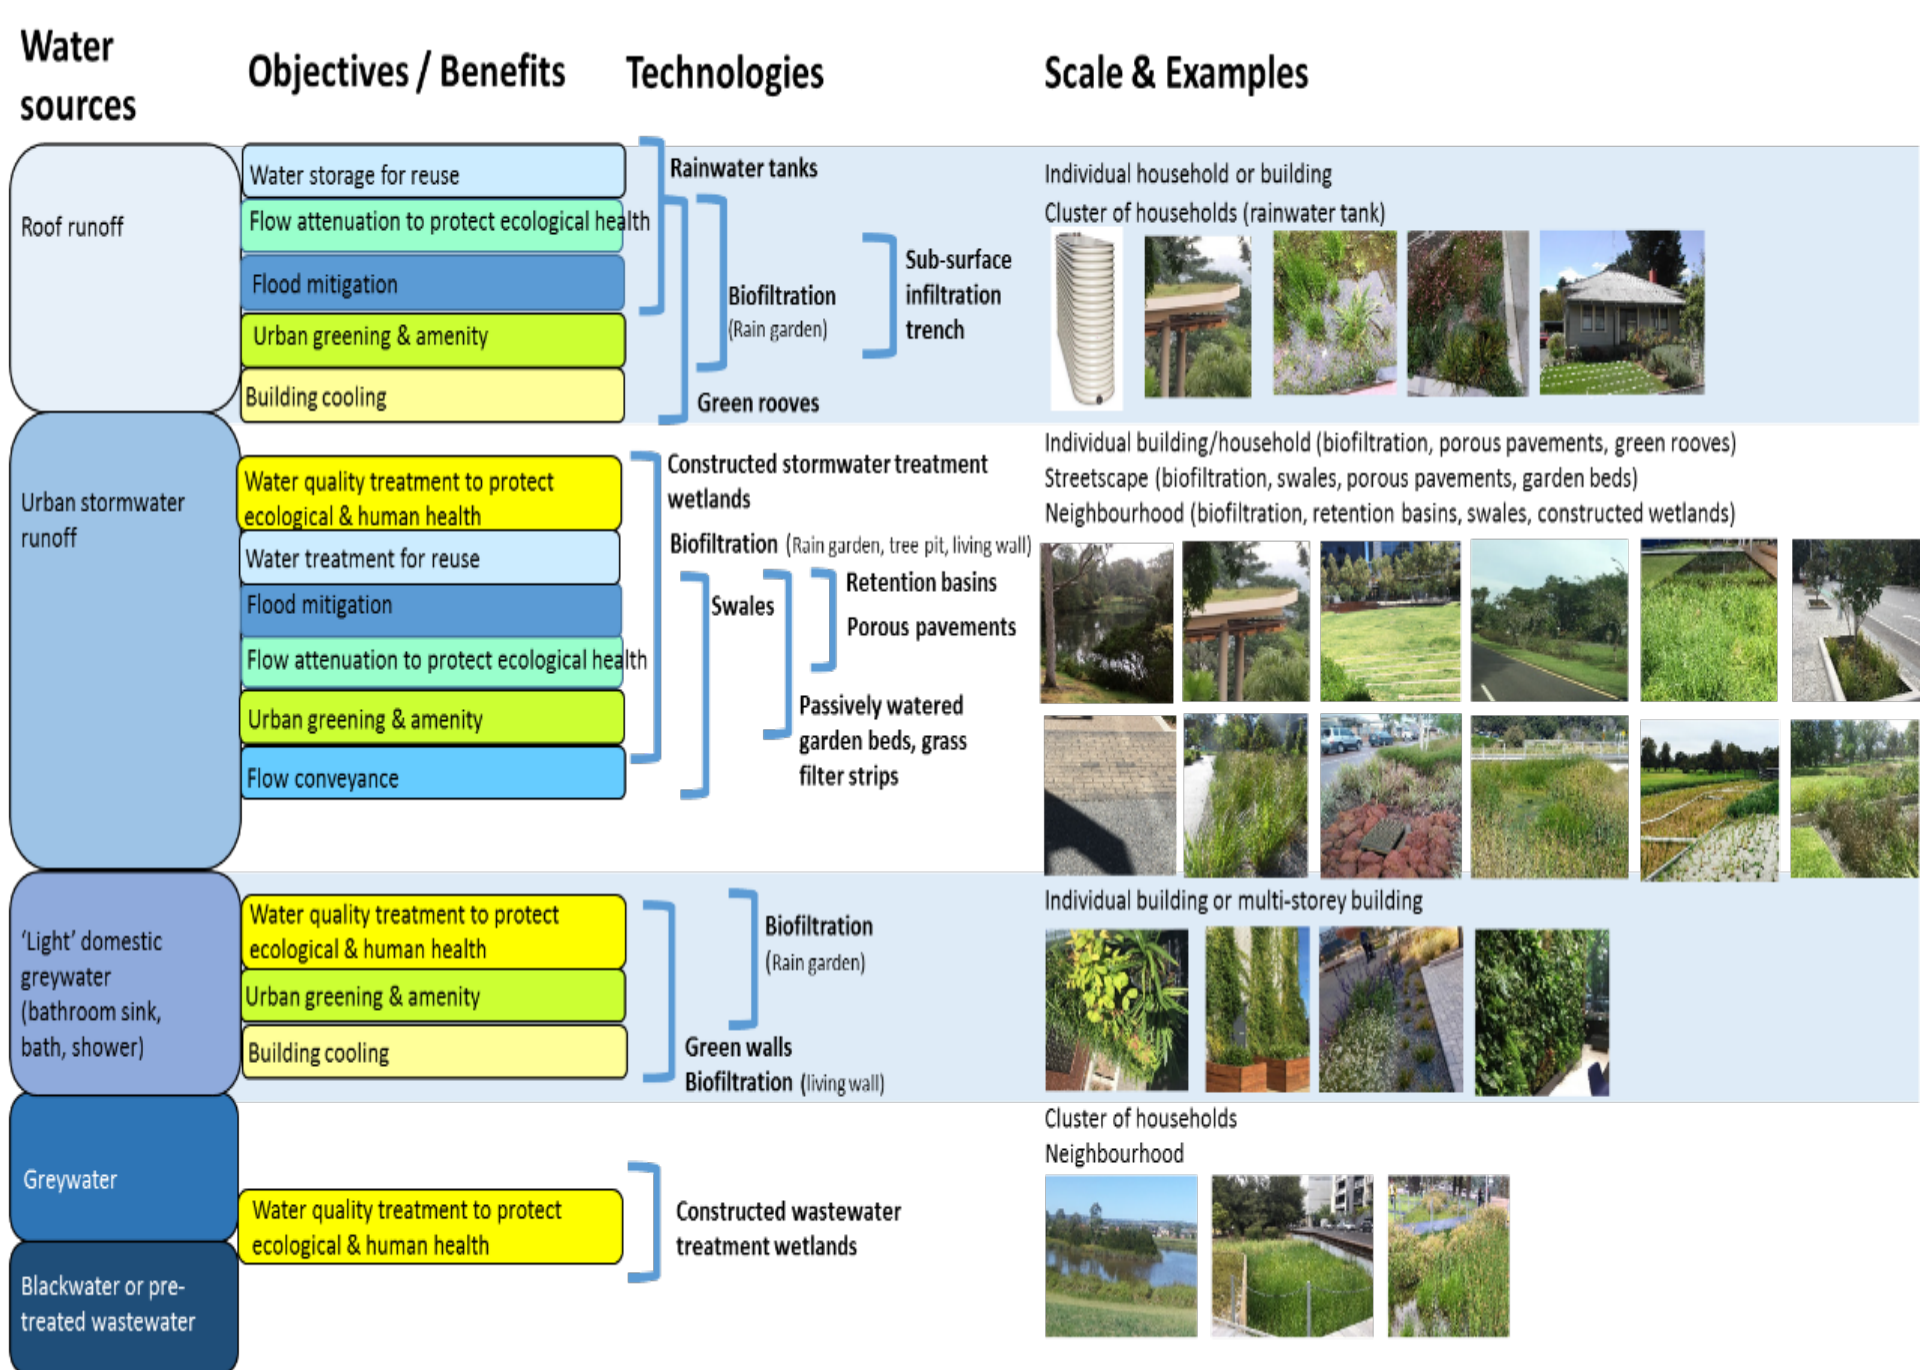 Water
sources
Objectives / Benefits
Technologies
Scale & Examples
Roof runoff
Water storage for reuse
Flow attenuation to protect ecological health
Flood mitigation
Urban greening & amenity
Building cooling
Rainwater tanks
Biofiltration
(Rain garden)
Green rooves
Sub-surface
infiltration
trench
Individual household or building
Cluster of households (rainwater tank)
Urban stormwater
runoff
Water quality treatment to protect
ecological & human health
Water treatment for reuse
Flood mitigation
Flow attenuation to protect ecological health
Urban greening & amenity
Flow conveyance
Constructed stormwater treatment
wetlands
Biofiltration (Rain garden, tree pit, living wall)
Swales
Retention basins
Porous pavements
Passively watered
garden beds, grass
filter strips
Individual building/household (biofiltration, porous pavements, green rooves)
Streetscape (biofiltration, swales, porous pavements, garden beds)
Neighbourhood (biofiltration, retention basins, swales, constructed wetlands)
‘Light’ domestic
greywater
(bathroom sink,
bath, shower)
Water quality treatment to protect
ecological & human health
Urban greening & amenity
Building cooling
Biofiltration
(Rain garden)
Green walls
Biofiltration (living wall)
Individual building or multi-storey building
Greywater
Blackwater or pre-
treated wastewater
Water quality treatment to protect
ecological & human health
Constructed wastewater
treatment wetlands
Cluster of households
Neighbourhood